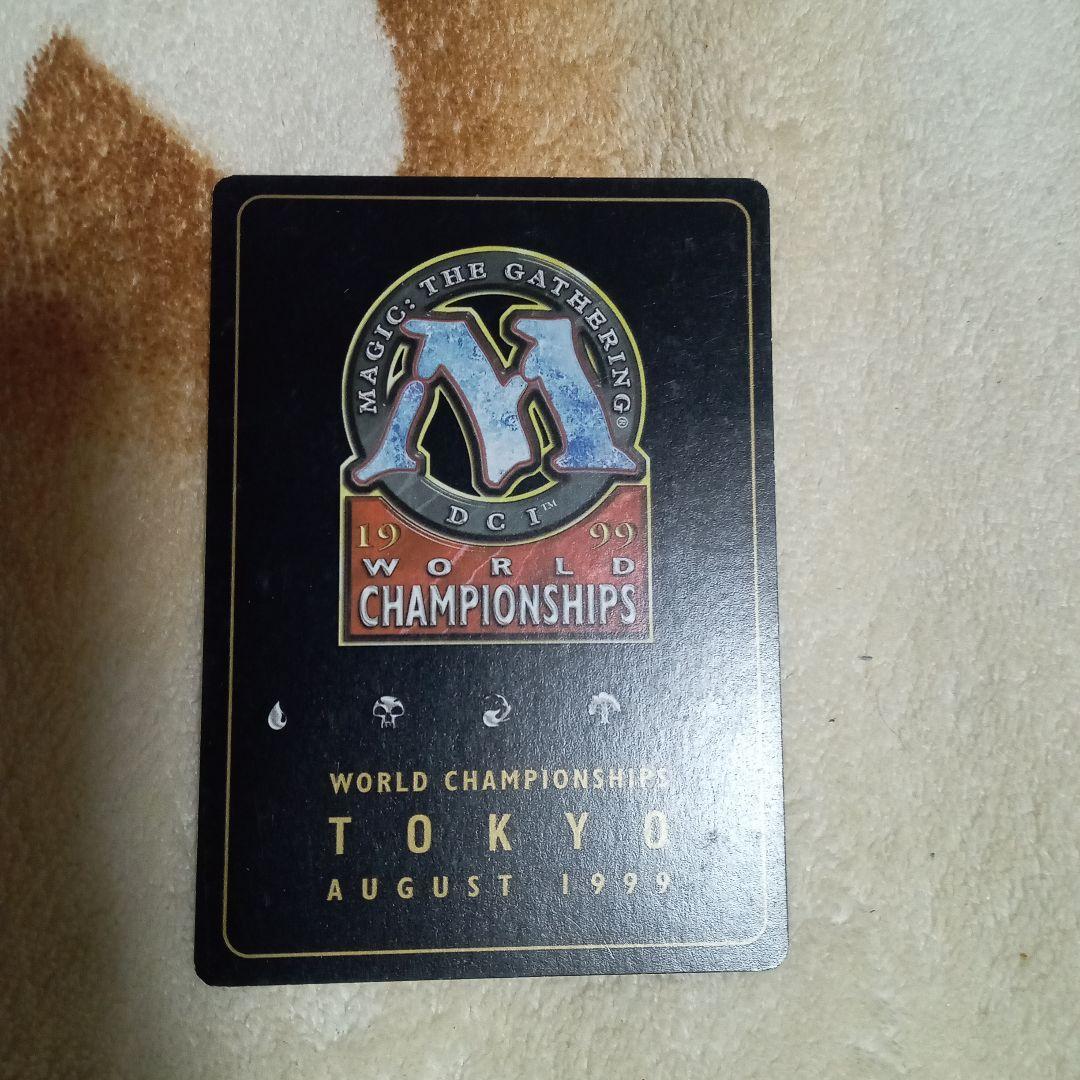 MAGIC: THE GATHERING®
M
DCI™
1999
WORLD
CHAMPIONSHIPS
WORLD CHAMPIONSHIPS
TOKYO
AUGUST 1999